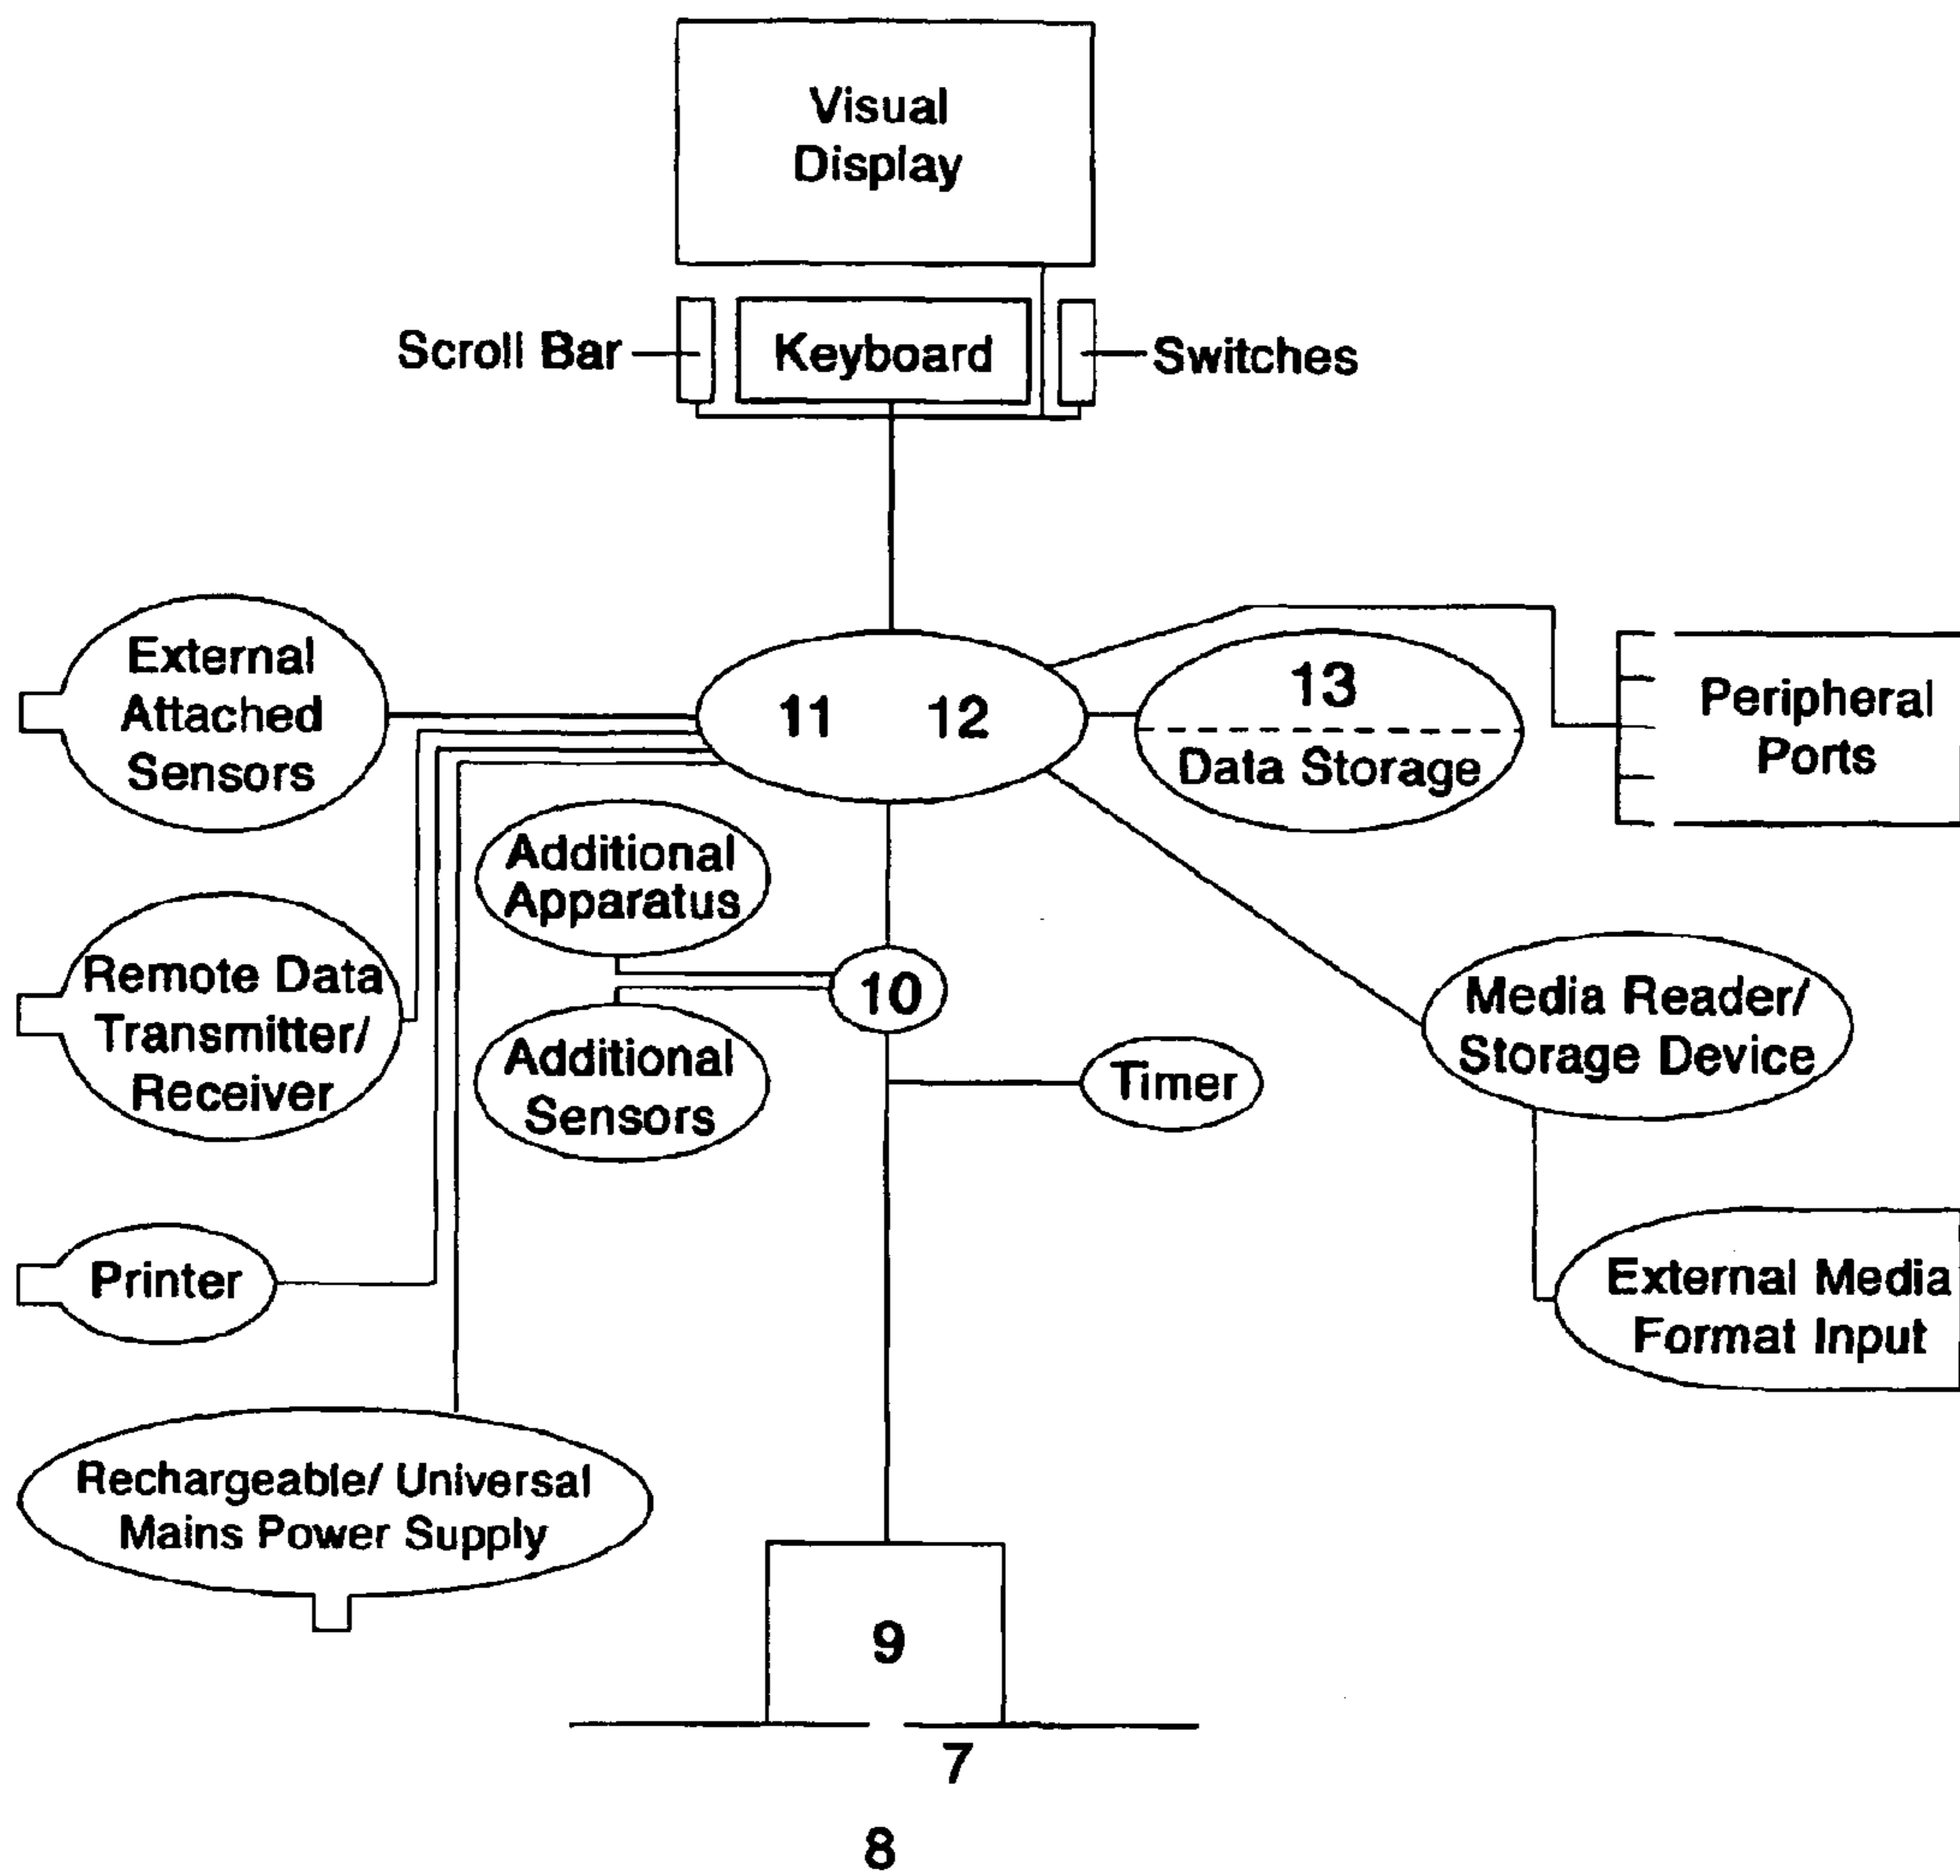 Visual
Display
Scroll Bar
Keyboard
Switches
External
Attached
Sensors
11
12
13
Data Storage
Peripheral
Ports
Additional
Apparatus
Remote Data
Transmitter/
Receiver
10
Additional
Sensors
Timer
Media Reader/
Storage Device
Printer
External Media
Format Input
Rechargeable/ Universal
Mains Power Supply
9
7
8